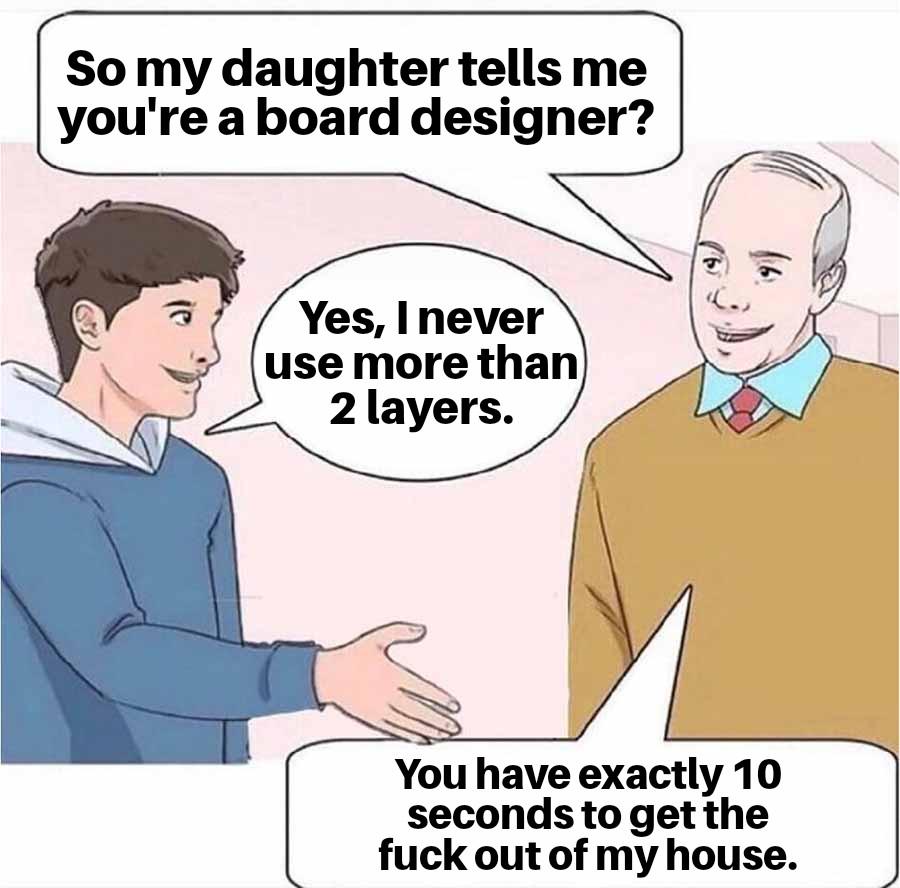 So my daughter tells me
you're a board designer?
Yes, I never
use more than
2 layers.
You have exactly 10
seconds to get the
fuck out of my house.